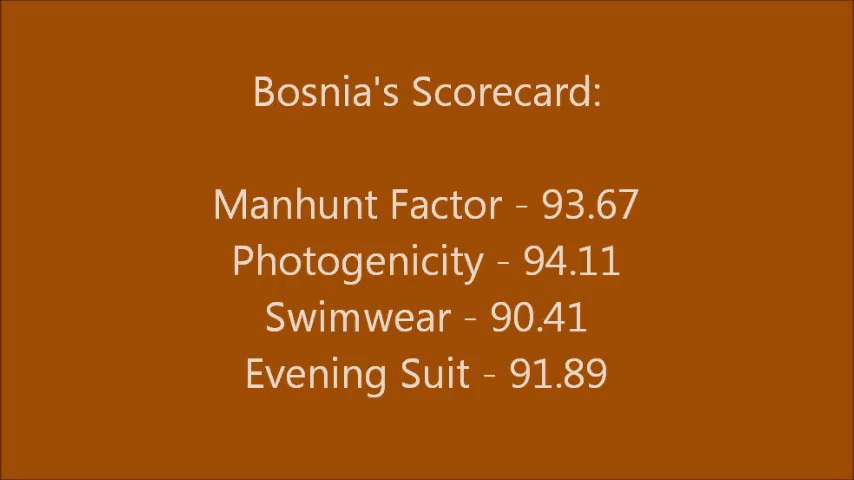 Bosnia's Scorecard:
Manhunt Factor - 93.67
Photogenicity - 94.11
Swimwear - 90.41
Evening Suit - 91.89